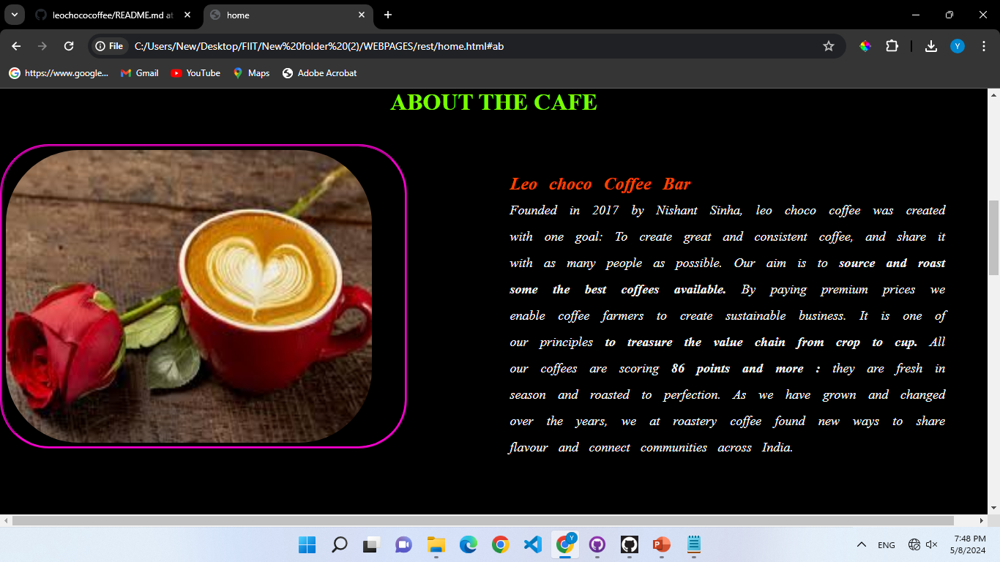 leochococoffee/README.md at
home
File
C:/Users/New/Desktop/FIIT/New%20folder%20(2)/WEBPAGES/rest/home.html#ab
Y
https://www.google...
Gmail
YouTube
Maps
Adobe Acrobat
ABOUT THE CAFE
Leo choco Coffee Bar
Founded in 2017 by Nishant Sinha, leo choco coffee was created
with one goal: To create great and consistent coffee, and share it
with as many people as possible. Our aim is to source and roast
some the best coffees available. By paying premium prices we
enable coffee farmers to create sustainable business. It is one of
our principles to treasure the value chain from crop to cup. All
our coffees are scoring 86 points and more : they are fresh in
season and roasted to perfection. As we have grown and changed
over the years, we at roastery coffee found new ways to share
flavour and connect communities across India.
Y
ENG
7:48 PM
5/8/2024